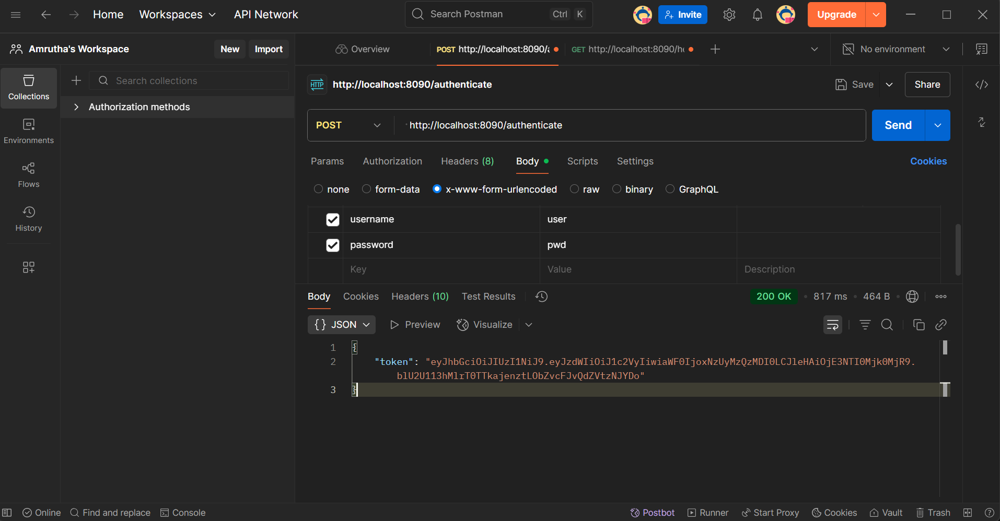 Home Workspaces API Network Search Postman Ctrl K Invite Upgrade
Amrutha's Workspace New Import Overview POST http://localhost:8090/a GET http://localhost:8090/he No environment
Collections
Search collections
Authorization methods
Environments
Flows
History
HTTP http://localhost:8090/authenticate Save Share
POST http://localhost:8090/authenticate Send
Params Authorization Headers (8) Body Scripts Settings Cookies
none form-data x-www-form-urlencoded raw binary GraphQL
username user
password pwd
Key Value Description
Body Cookies Headers (10) Test Results 200 OK • 817 ms • 464 B
{} JSON Preview Visualize
1 {
2 "token": "eyJhbGciOiJIUzI1NiJ9.eyJzdWIiOiJ1c2VyIiwiaWF0IjoxNzUyMzQzMDI0LCJleHAiOjE3NTI0Mjk0MjR9.
blU2U113hMlrT0TTkajenztLObZvcFJvQdZVtzNJYDo"
3 }
Online Find and replace Console Postbot Runner Start Proxy Cookies Vault Trash